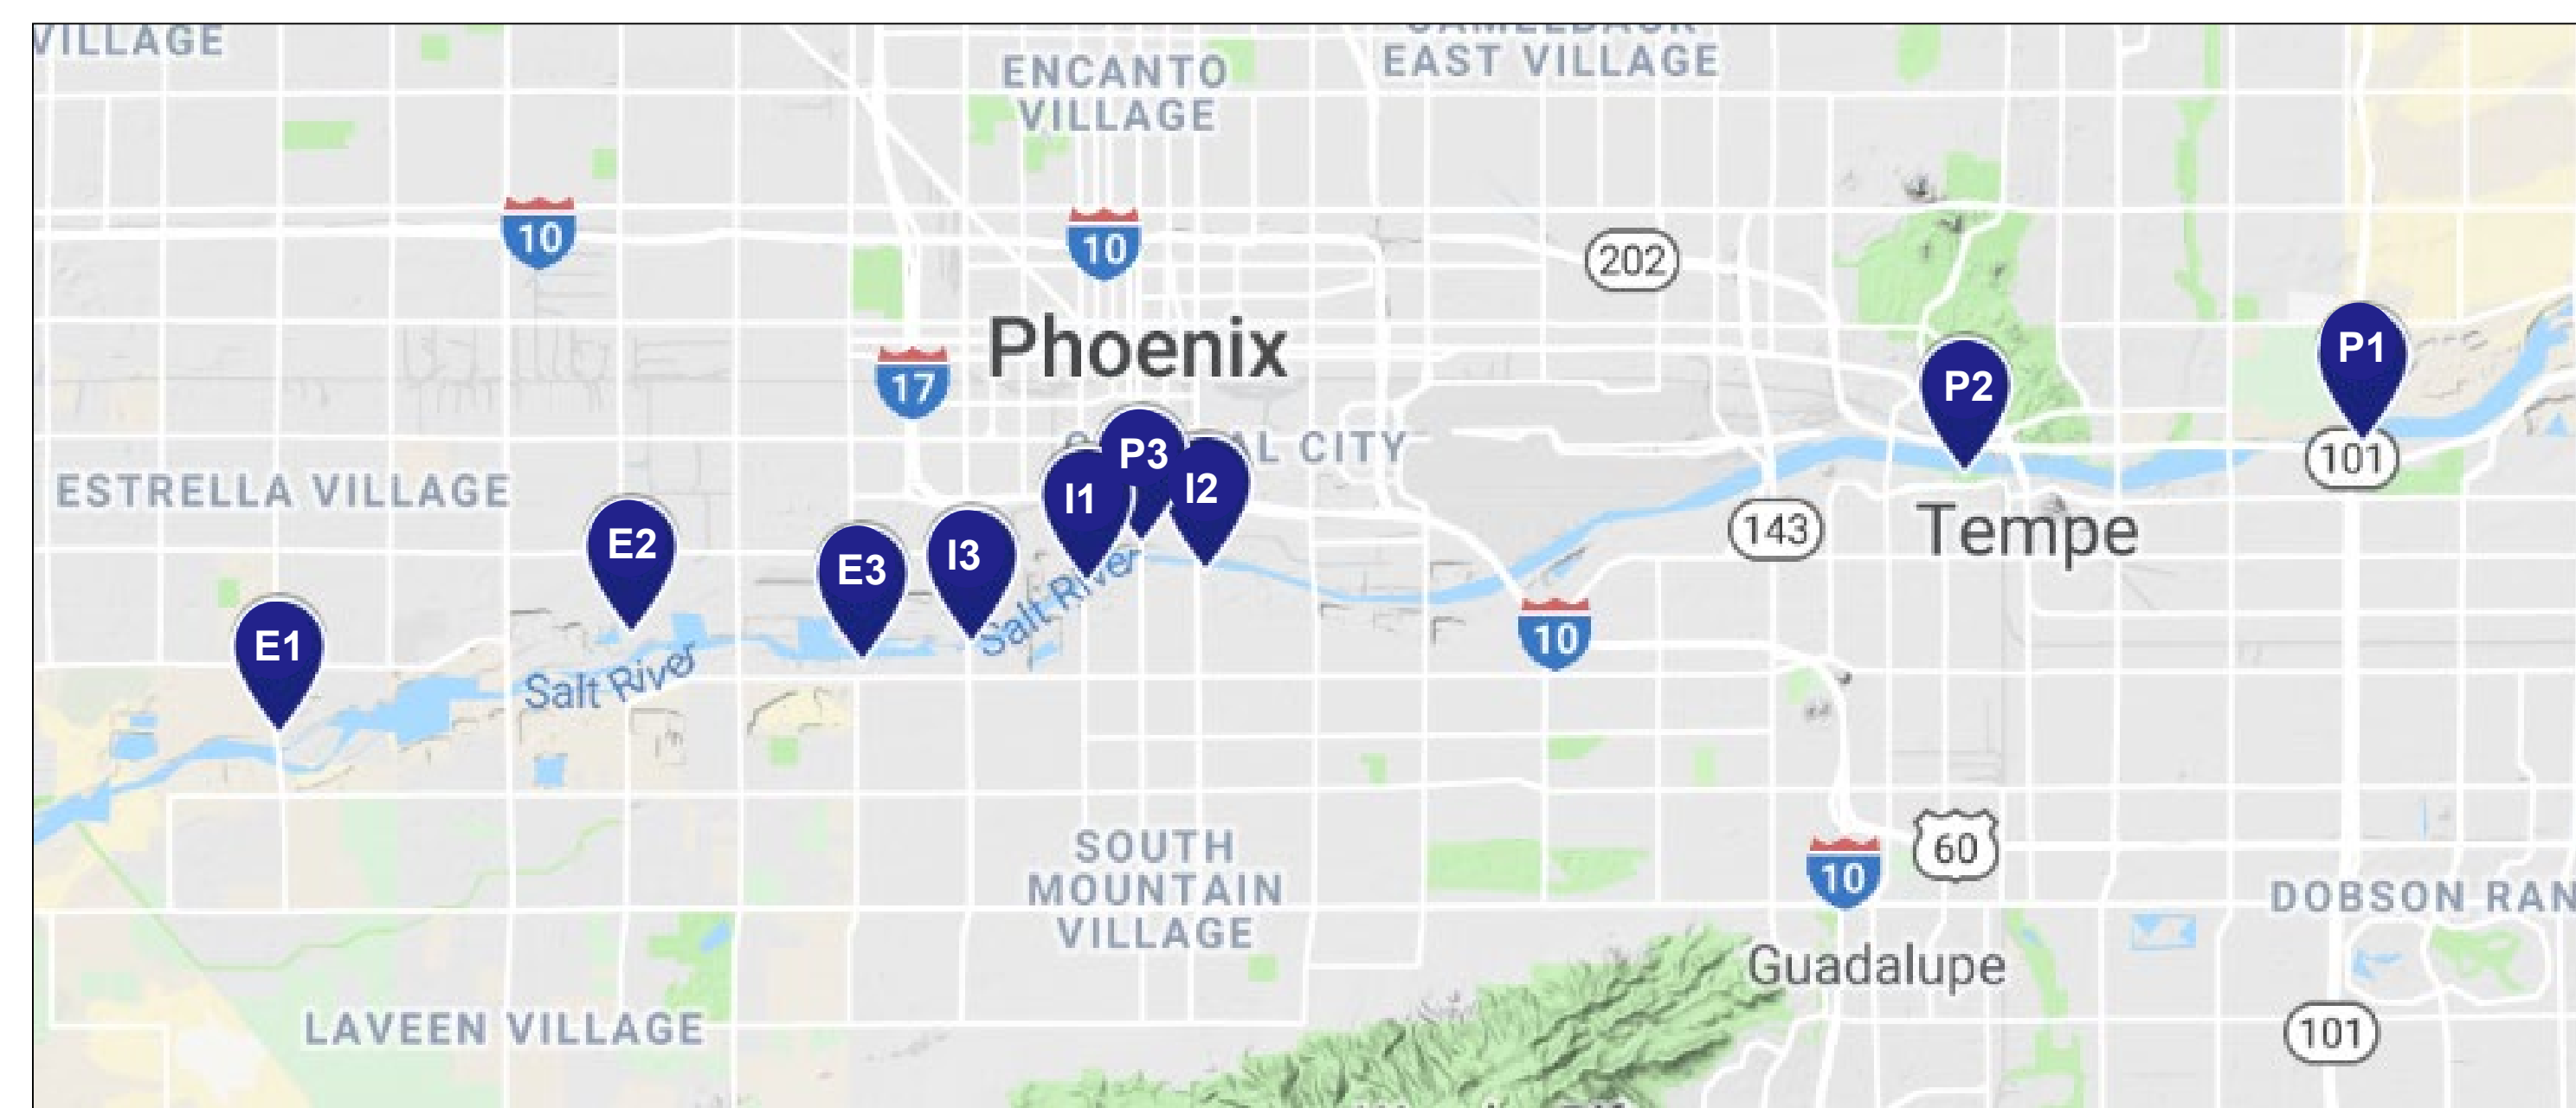 VILLAGE
EAST VILLAGE
ENCANTO
VILLAGE
10
10
202
Phoenix
17
P1
P2
P3
I1
I2
AL CITY
101
ESTRELLA VILLAGE
E2
E3
I3
143
Tempe
Salt River
10
E1
Salt River
SOUTH
MOUNTAIN
VILLAGE
60
10
DOBSON RAN
Guadalupe
LAVEEN VILLAGE
101